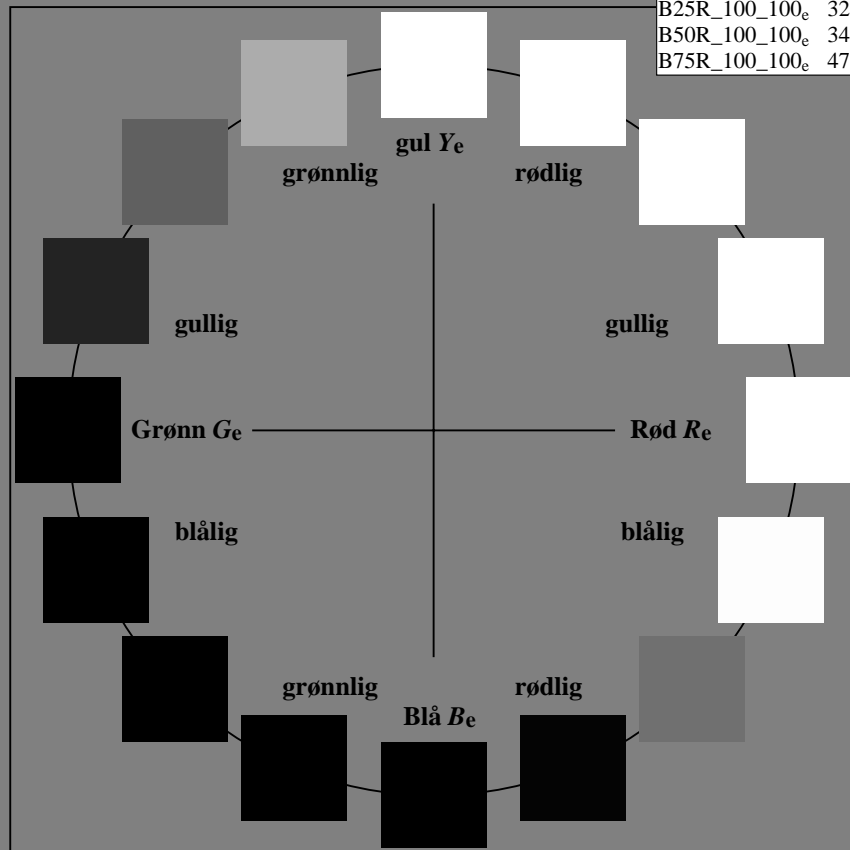 B25R_100_100e 32
B50R_100_100e 34
B75R_100_100e 47
gul Ye
grønnlig rødlig
gullig gullig
Grønn Ge Rød Re
blålig blålig
grønnlig rødlig
Blå Be